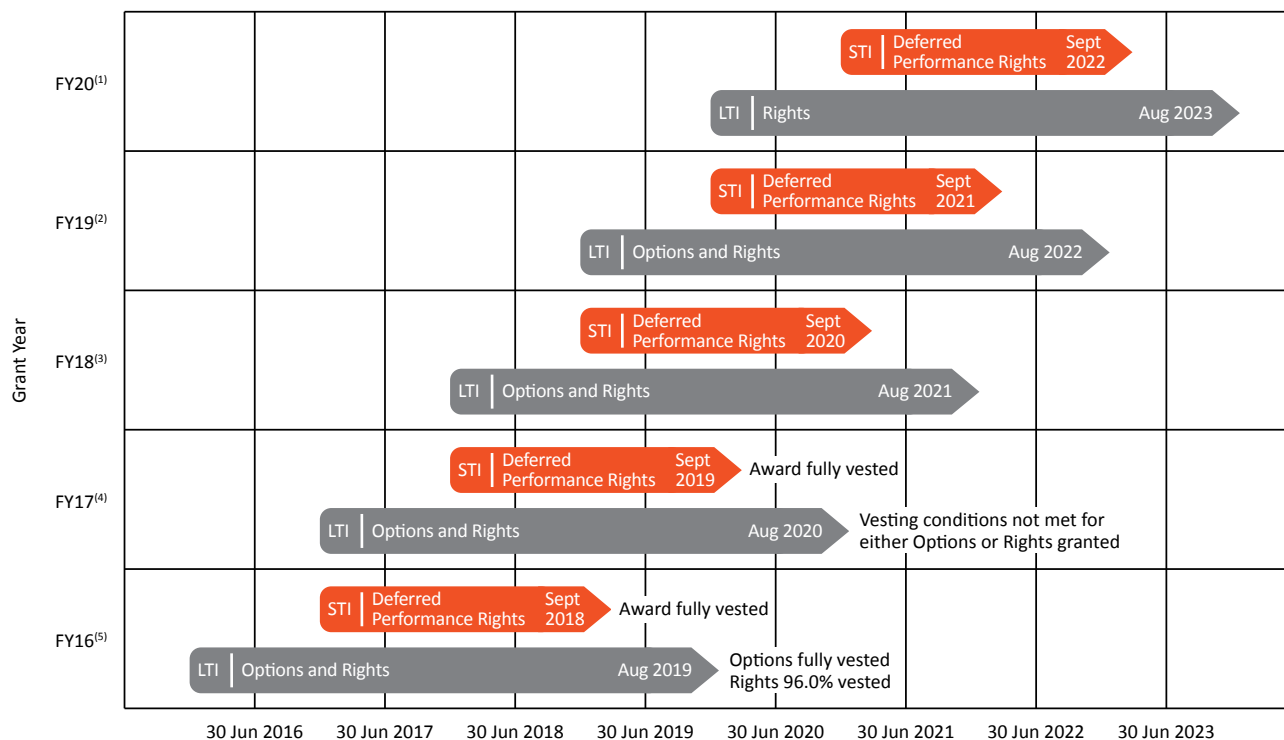 Grant Year
FY20(1)
STI
Deferred
Performance Rights
Sept
2022
LTI
Rights
Aug 2023
FY19(2)
STI
Deferred
Performance Rights
Sept
2021
LTI
Options and Rights
Aug 2022
FY18(3)
STI
Deferred
Performance Rights
Sept
2020
LTI
Options and Rights
Aug 2021
FY17(4)
STI
Deferred
Performance Rights
Sept
2019
Award fully vested
LTI
Options and Rights
Aug 2020
Vesting conditions not met for
either Options or Rights granted
FY16(5)
STI
Deferred
Performance Rights
Sept
2018
Award fully vested
LTI
Options and Rights
Aug 2019
Options fully vested
Rights 96.0% vested
30 Jun 2016
30 Jun 2017
30 Jun 2018
30 Jun 2019
30 Jun 2020
30 Jun 2021
30 Jun 2022
30 Jun 2023